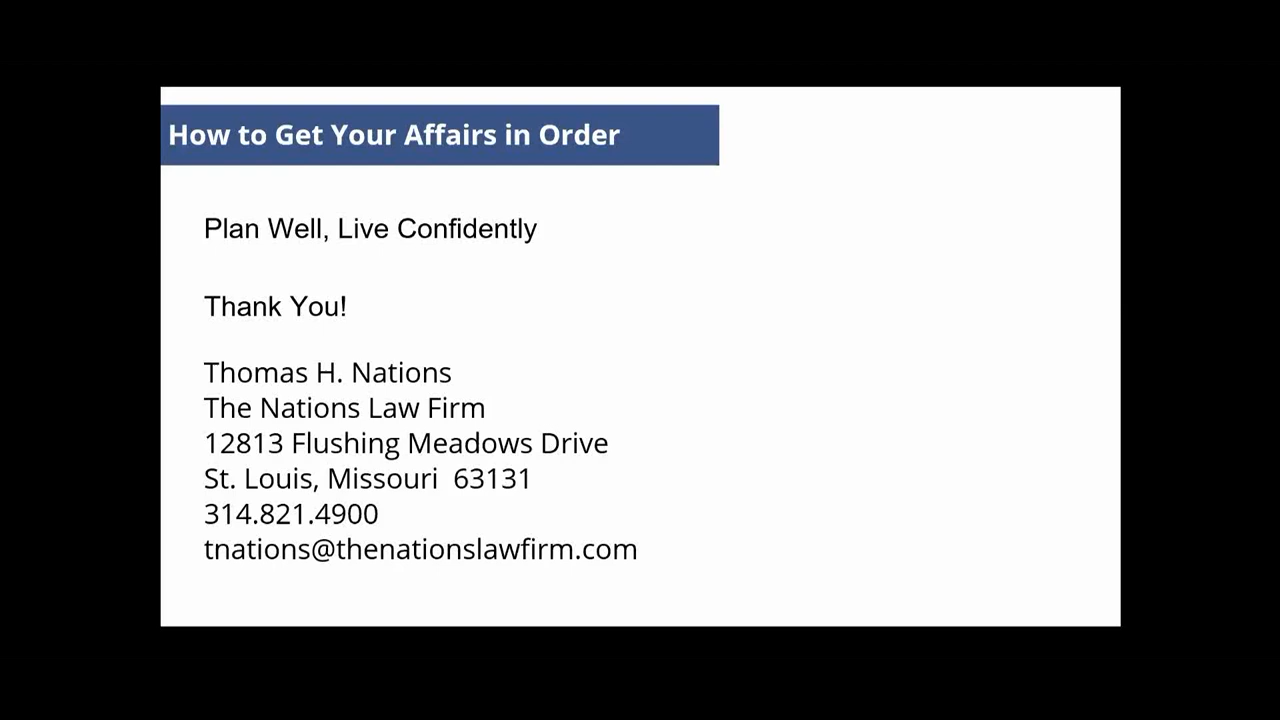 How to Get Your Affairs in Order
Plan Well, Live Confidently
Thank You!
Thomas H. Nations
The Nations Law Firm
12813 Flushing Meadows Drive
St. Louis, Missouri  63131
314.821.4900
tnations@thenationslawfirm.com